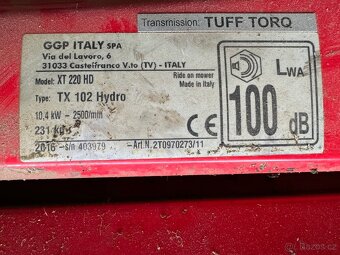 Transmission: TUFF TORQ
GGP ITALY SPA
Via del Lavoro, 6
31033 Castelfranco V.to (TV) - ITALY
Model: XT 220 HD
Ride on mower
Made in Italy
Type: TX 102 Hydro
10,4 kW - 2500/min
231 kg
2016 - s/n 403979
Art.N.2T0970273/11
CE
LWA
100
dB
bazos.cz